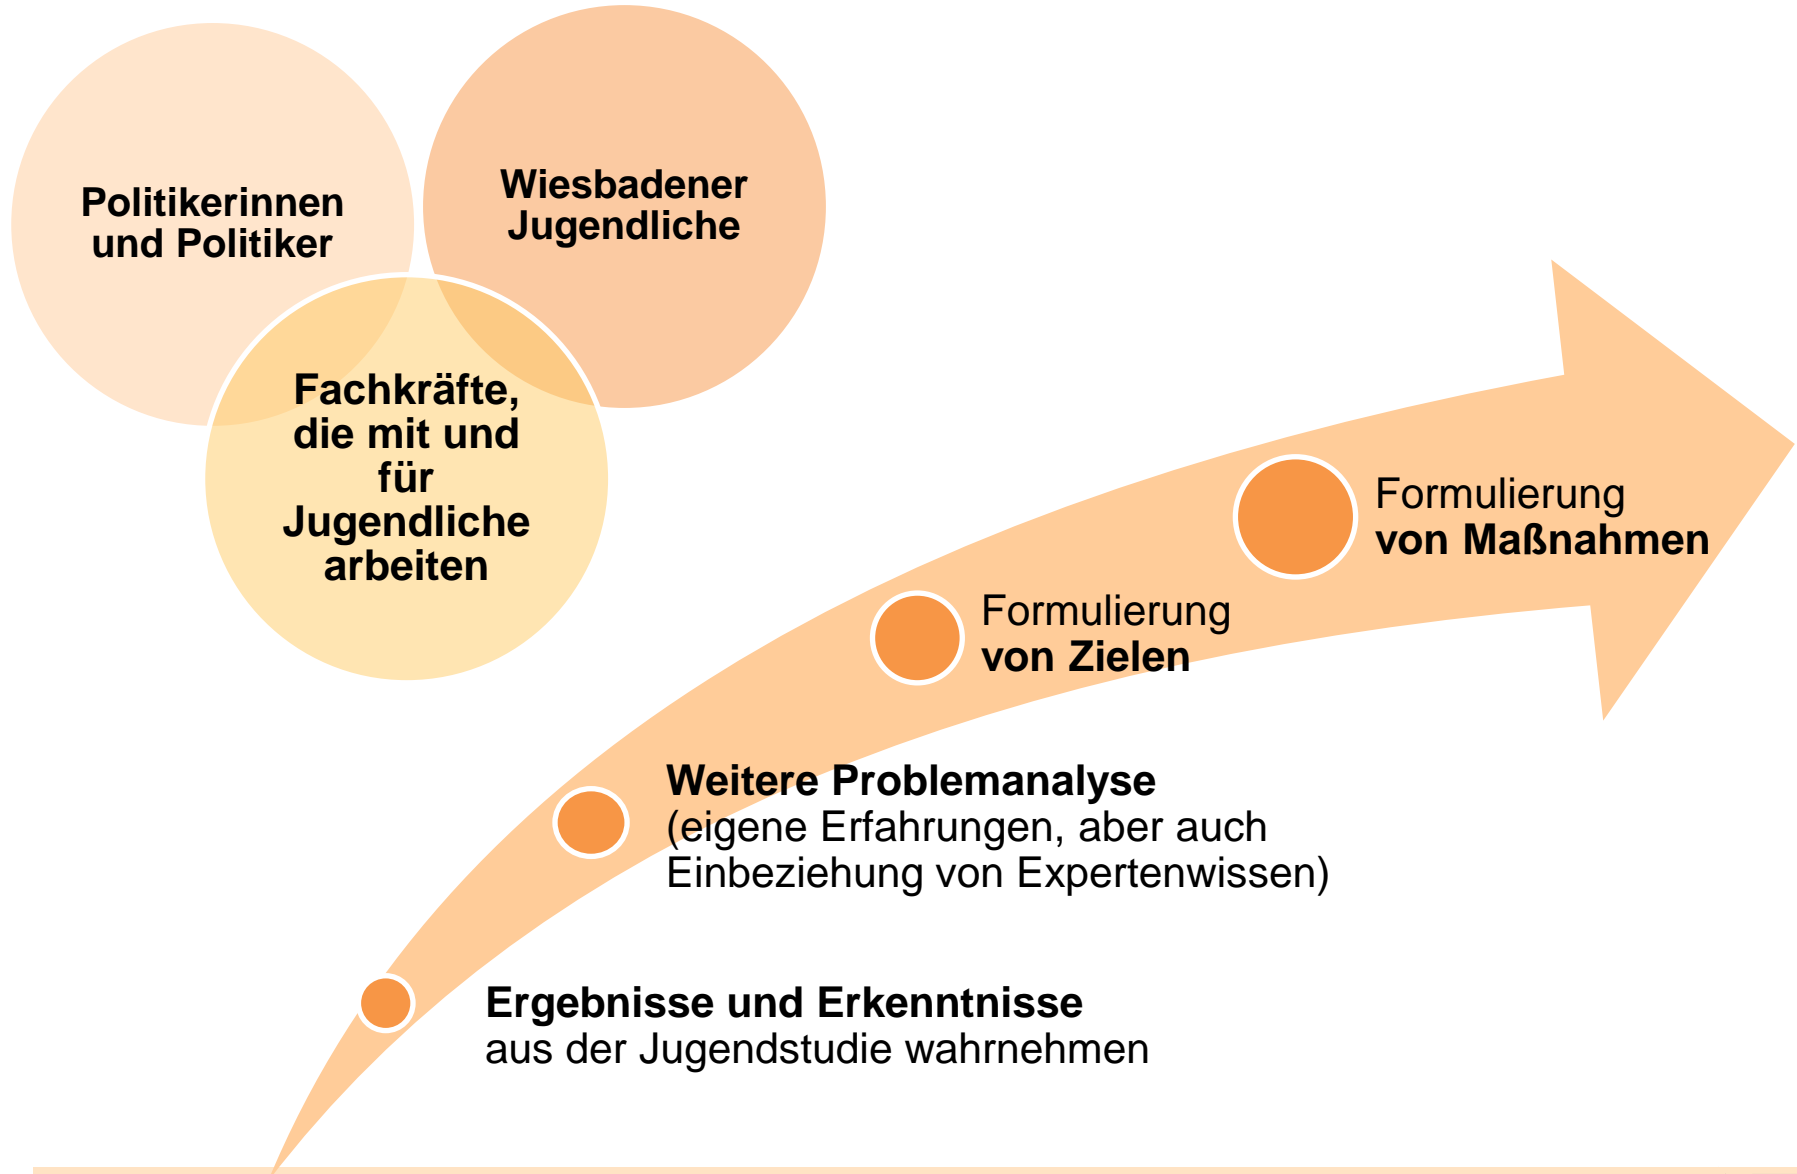 Politikerinnen
und Politiker
Wiesbadener
Jugendliche
Fachkräfte,
die mit und
für
Jugendliche
arbeiten
Formulierung
von Maßnahmen
Formulierung
von Zielen
Weitere Problemanalyse
(eigene Erfahrungen, aber auch
Einbeziehung von Expertenwissen)
Ergebnisse und Erkenntnisse
aus der Jugendstudie wahrnehmen